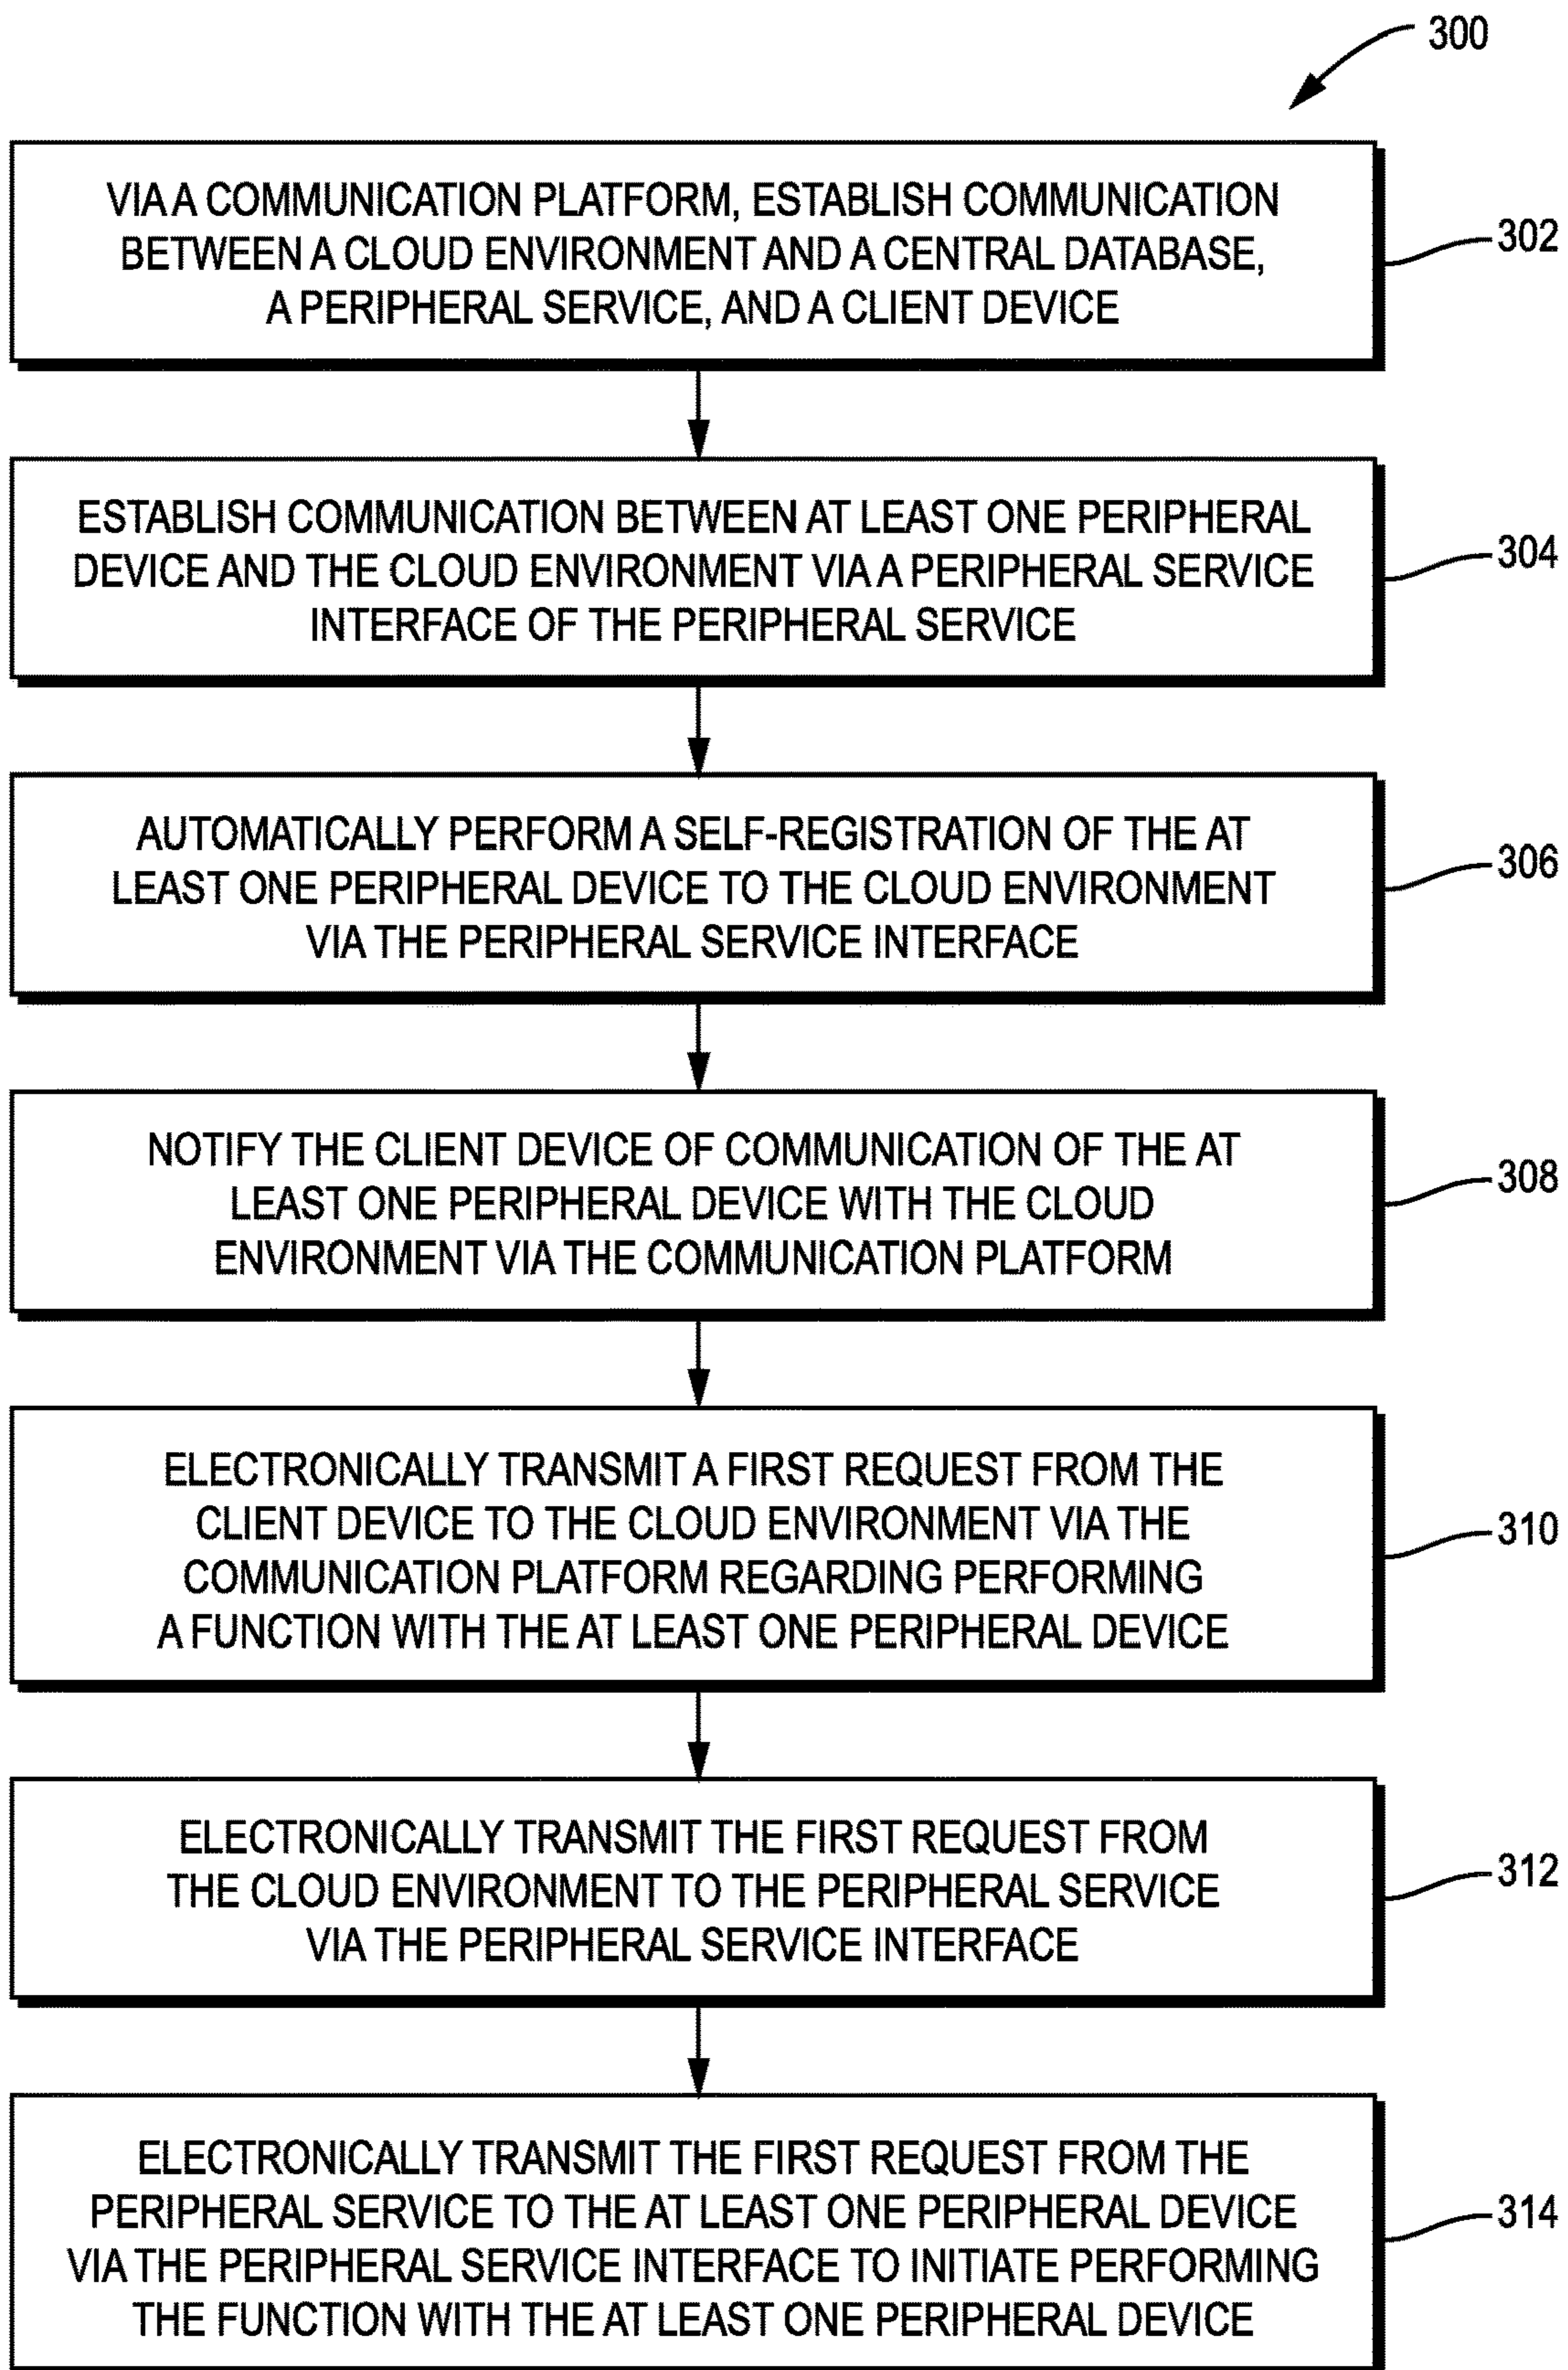 300
VIA A COMMUNICATION PLATFORM, ESTABLISH COMMUNICATION
BETWEEN A CLOUD ENVIRONMENT AND A CENTRAL DATABASE,
A PERIPHERAL SERVICE, AND A CLIENT DEVICE
302
ESTABLISH COMMUNICATION BETWEEN AT LEAST ONE PERIPHERAL
DEVICE AND THE CLOUD ENVIRONMENT VIA A PERIPHERAL SERVICE
INTERFACE OF THE PERIPHERAL SERVICE
304
AUTOMATICALLY PERFORM A SELF-REGISTRATION OF THE AT
LEAST ONE PERIPHERAL DEVICE TO THE CLOUD ENVIRONMENT
VIA THE PERIPHERAL SERVICE INTERFACE
306
NOTIFY THE CLIENT DEVICE OF COMMUNICATION OF THE AT
LEAST ONE PERIPHERAL DEVICE WITH THE CLOUD
ENVIRONMENT VIA THE COMMUNICATION PLATFORM
308
ELECTRONICALLY TRANSMIT A FIRST REQUEST FROM THE
CLIENT DEVICE TO THE CLOUD ENVIRONMENT VIA THE
COMMUNICATION PLATFORM REGARDING PERFORMING
A FUNCTION WITH THE AT LEAST ONE PERIPHERAL DEVICE
310
ELECTRONICALLY TRANSMIT THE FIRST REQUEST FROM
THE CLOUD ENVIRONMENT TO THE PERIPHERAL SERVICE
VIA THE PERIPHERAL SERVICE INTERFACE
312
ELECTRONICALLY TRANSMIT THE FIRST REQUEST FROM THE
PERIPHERAL SERVICE TO THE AT LEAST ONE PERIPHERAL DEVICE
VIA THE PERIPHERAL SERVICE INTERFACE TO INITIATE PERFORMING
THE FUNCTION WITH THE AT LEAST ONE PERIPHERAL DEVICE
314